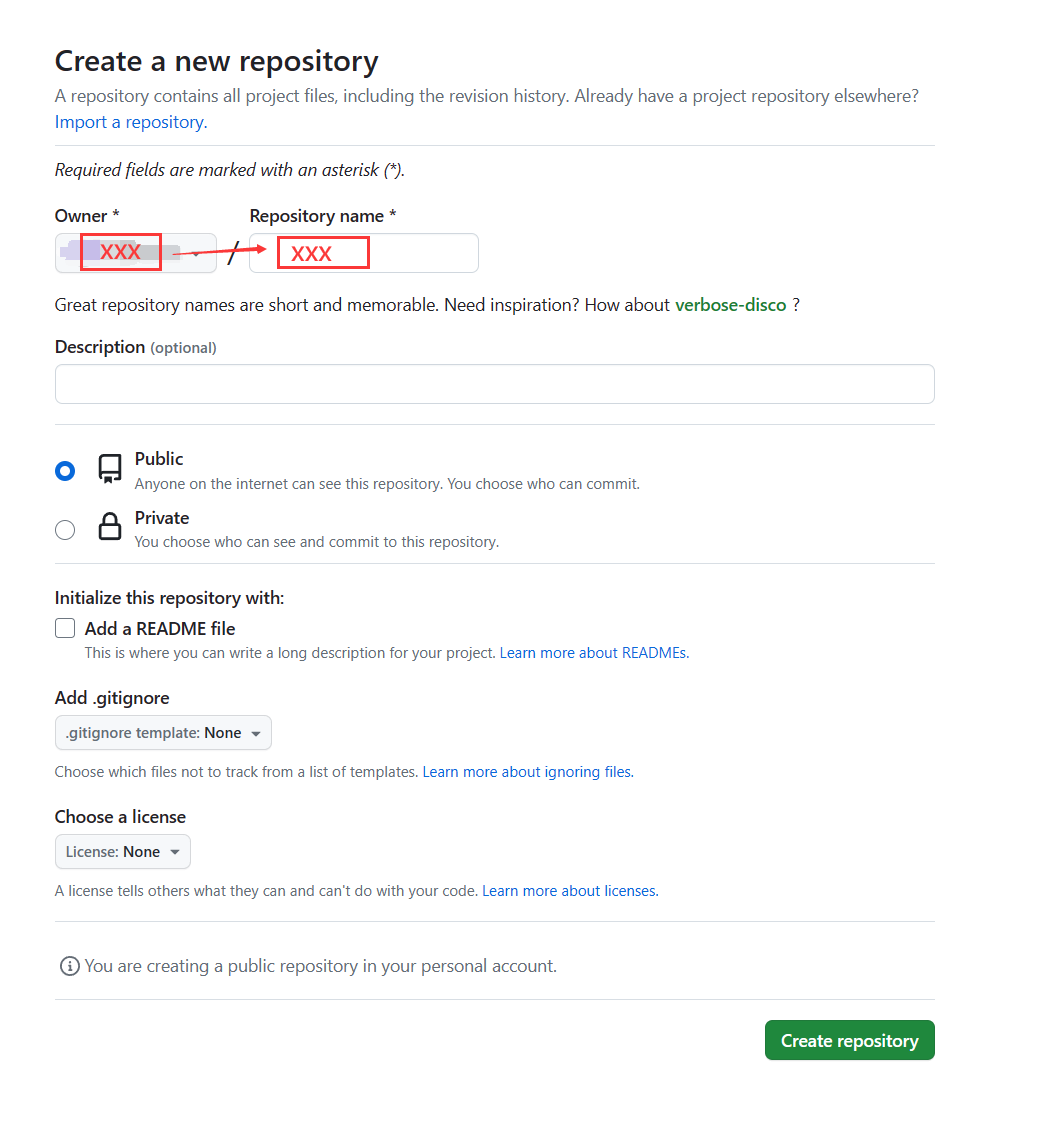 Create a new repository
A repository contains all project files, including the revision history. Already have a project repository elsewhere?
Import a repository.
Required fields are marked with an asterisk (*).
Owner * Repository name *
XXX / XXX
Great repository names are short and memorable. Need inspiration? How about verbose-disco ?
Description (optional)
Public
Anyone on the internet can see this repository. You choose who can commit.
Private
You choose who can see and commit to this repository.
Initialize this repository with:
Add a README file
This is where you can write a long description for your project. Learn more about READMEs.
Add .gitignore
.gitignore template: None
Choose which files not to track from a list of templates. Learn more about ignoring files.
Choose a license
License: None
A license tells others what they can and can't do with your code. Learn more about licenses.
You are creating a public repository in your personal account.
Create repository